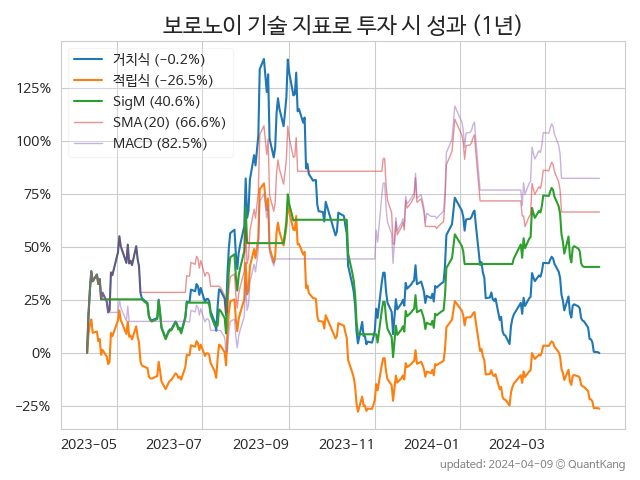 보로노이 기술 지표로 투자 시 성과 (1년)
거치식 (−0.2%)
적립식 (−26.5%)
SigM (40.6%)
SMA(20) (66.6%)
MACD (82.5%)
125%
100%
75%
50%
25%
0%
−25%
2023-05 2023-07 2023-09 2023-11 2024-01 2024-03
updated: 2024-04-09 © QuantKang